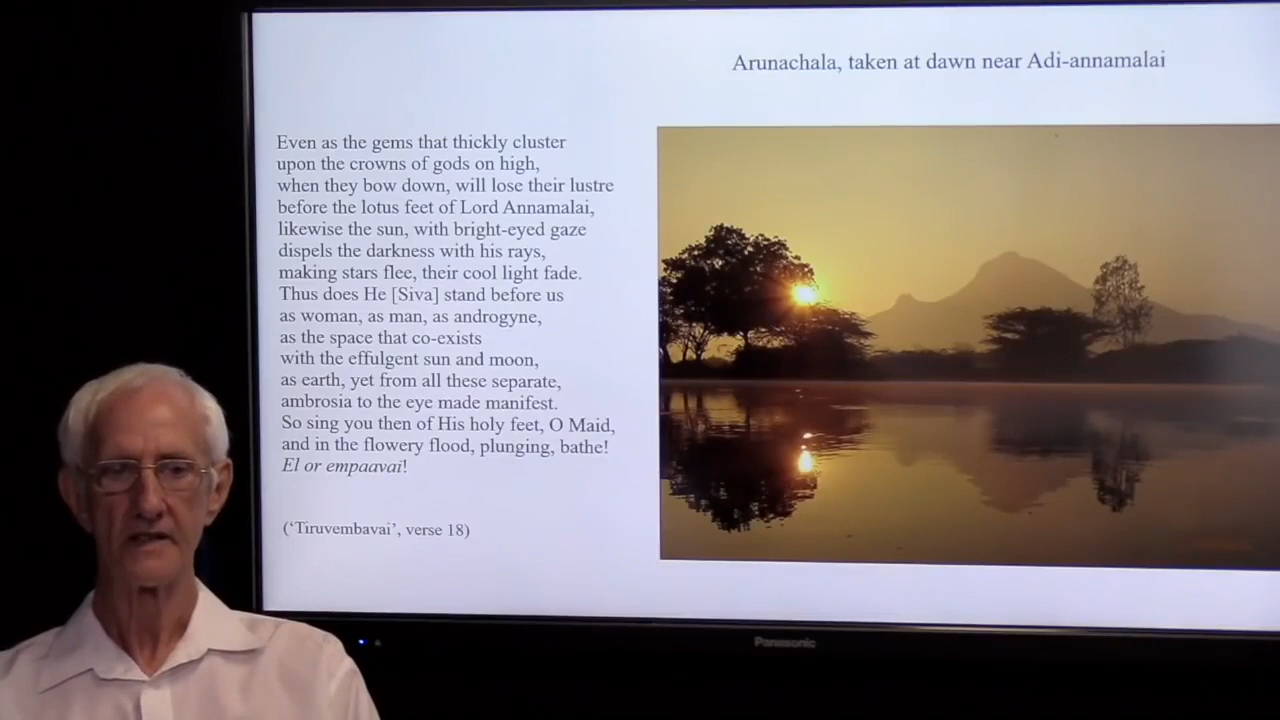 Arunachala, taken at dawn near Adi-annamalai
Even as the gems that thickly cluster
upon the crowns of gods on high,
when they bow down, will lose their lustre
before the lotus feet of Lord Annamalai,
likewise the sun, with bright-eyed gaze
dispels the darkness with his rays,
making stars flee, their cool light fade.
Thus does He [Siva] stand before us
as woman, as man, as androgyne,
as the space that co-exists
with the effulgent sun and moon,
as earth, yet from all these separate,
ambrosia to the eye made manifest.
So sing you then of His holy feet, O Maid,
and in the flowery flood, plunging, bathe!
El or empaavai!
(‘Tiruvembavai’, verse 18)
Panasonic